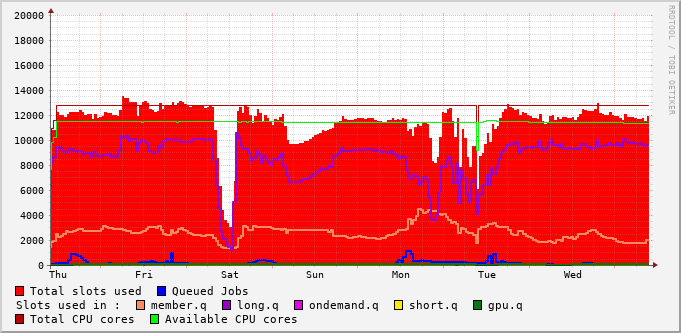 20000
18000
16000
14000
12000
10000
8000
6000
4000
2000
0
Thu Fri Sat Sun Mon Tue Wed
Total slots used Queued Jobs
Slots used in : member.q long.q ondemand.q short.q gpu.q
Total CPU cores Available CPU cores
RRDTOOL / TOBI OETIKER